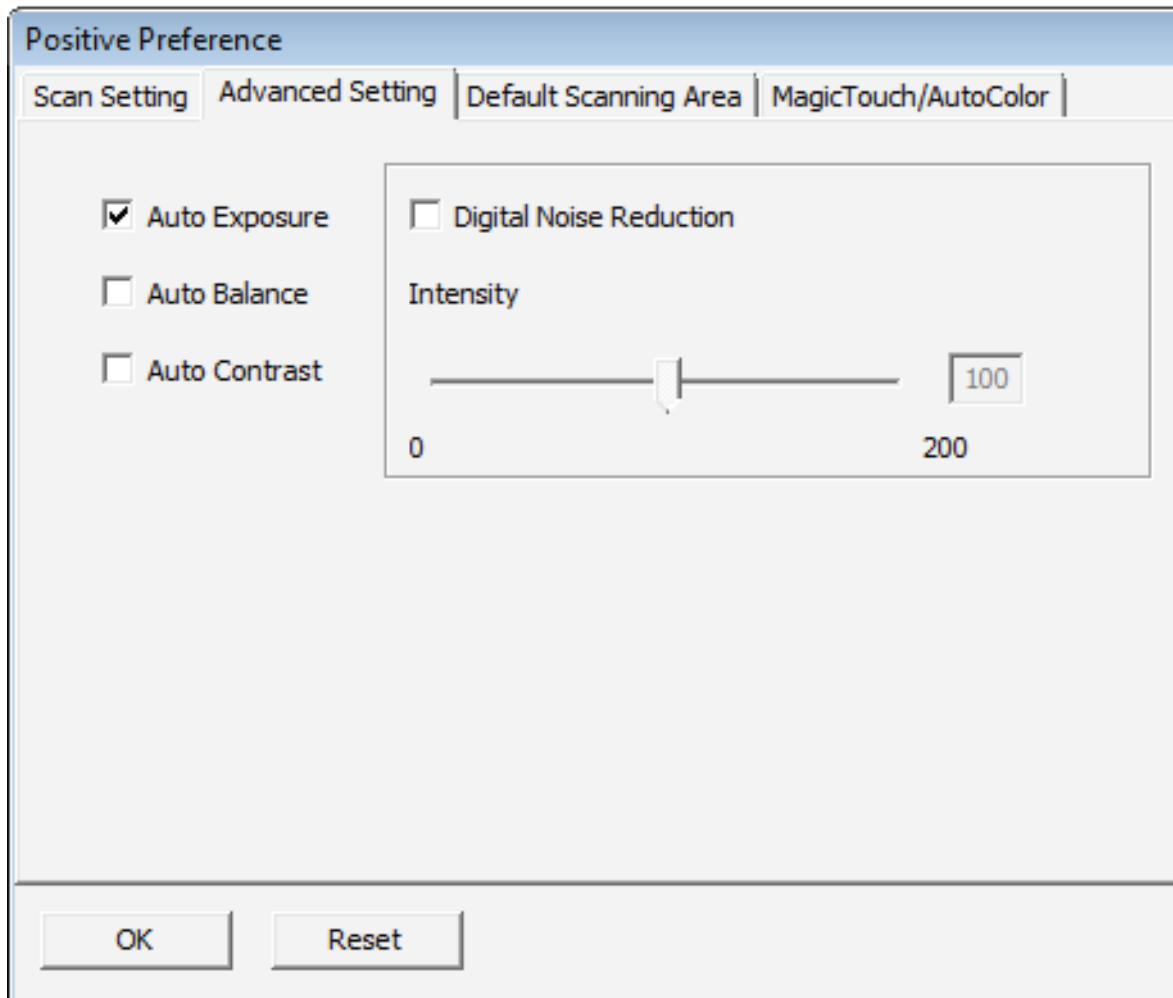 Positive Preference
Scan Setting Advanced Setting Default Scanning Area MagicTouch/AutoColor
Auto Exposure Digital Noise Reduction
Auto Balance Intensity
Auto Contrast 100
0 200
OK Reset